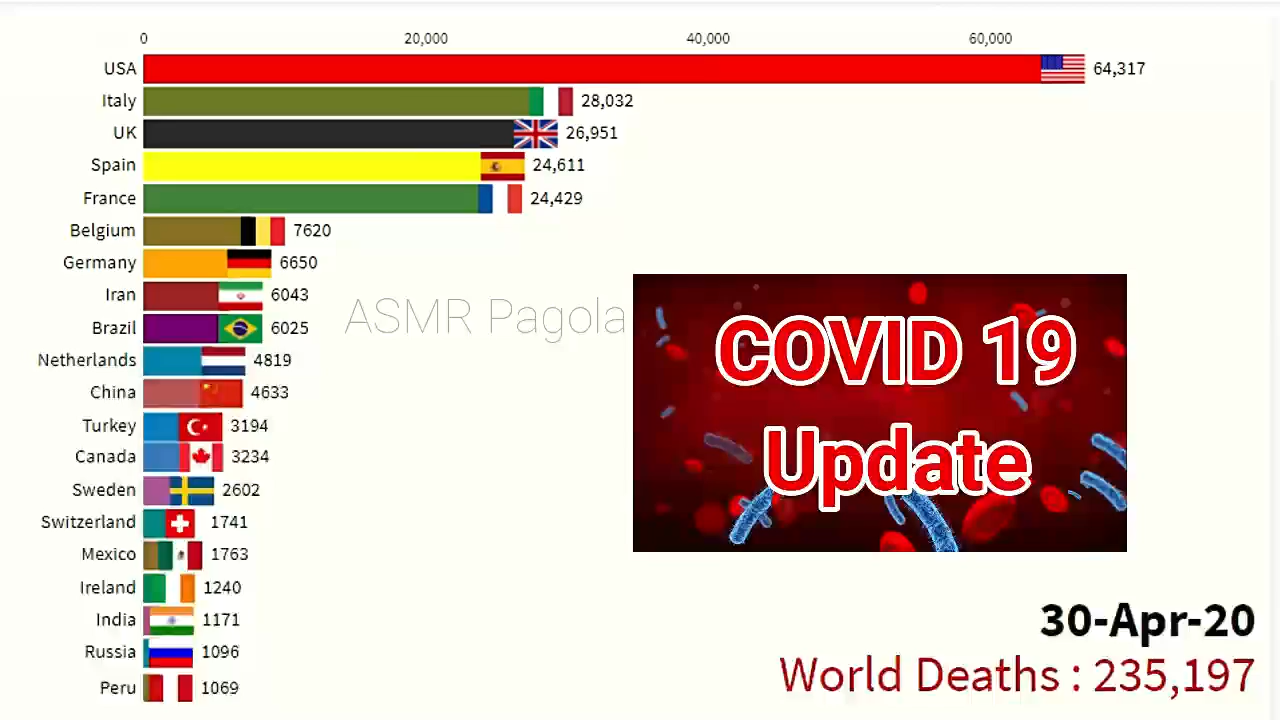 0 20,000 40,000 60,000
USA 64,317
Italy 28,032
UK 26,951
Spain 24,611
France 24,429
Belgium 7620
Germany 6650
Iran 6043
Brazil 6025
ASMR Pagola
Netherlands 4819
China 4633
Turkey 3194
Canada 3234
Sweden 2602
Switzerland 1741
Mexico 1763
Ireland 1240
India 1171
Russia 1096
Peru 1069
COVID 19
Update
30-Apr-20
World Deaths : 235,197